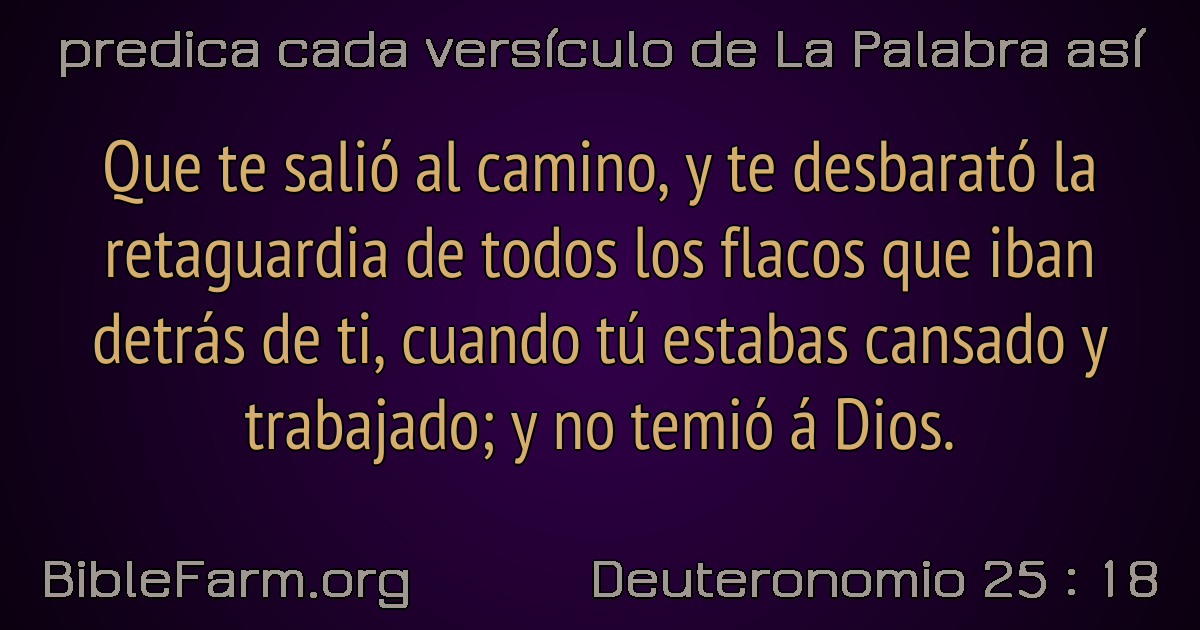 predica cada versículo de La Palabra así
Que te salió al camino, y te desbarató la
retaguardia de todos los flacos que iban
detrás de ti, cuando tú estabas cansado y
trabajado; y no temió á Dios.
BibleFarm.org
Deuteronomio 25 : 18